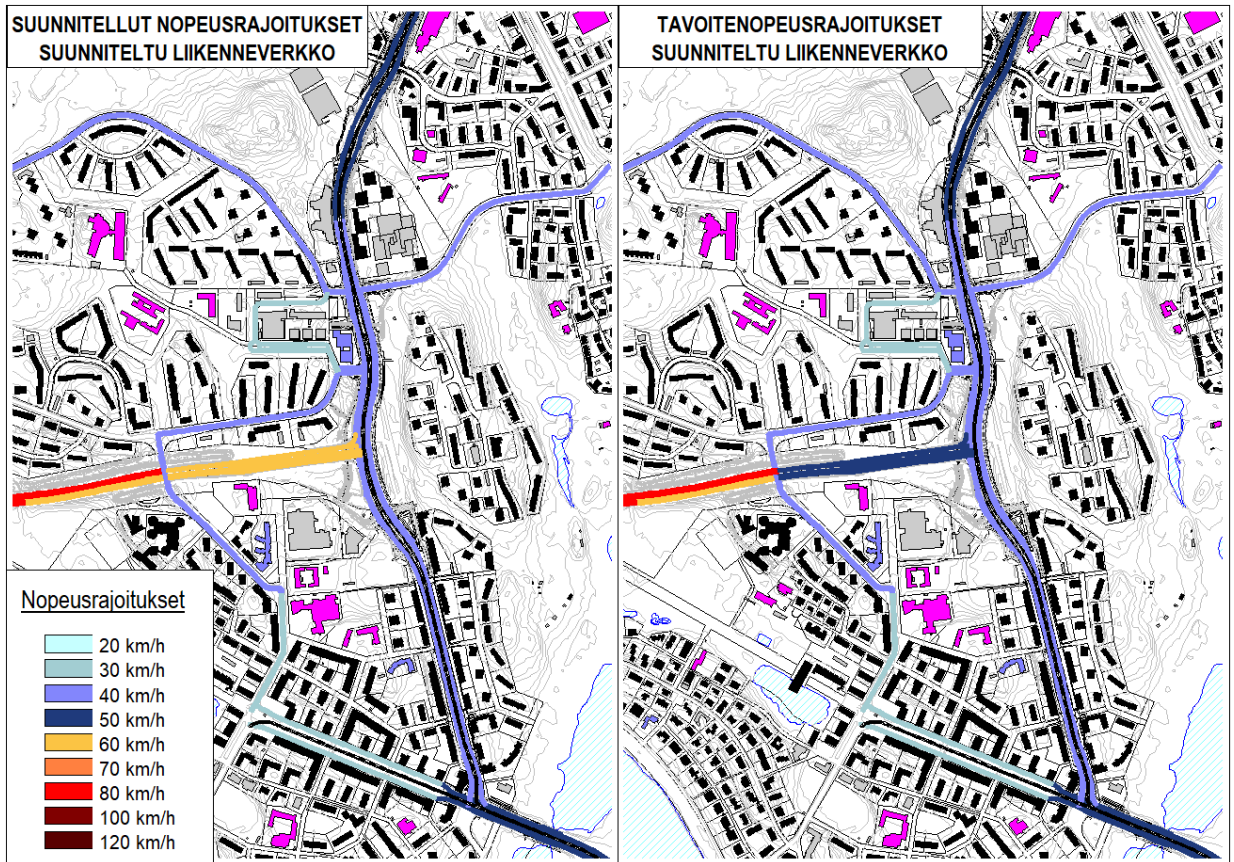 SUUNNITELLUT NOPEUSRAJOITUKSET
SUUNNITELTU LIIKENNEVERKKO
TAVOITENOPEUSRAJOITUKSET
SUUNNITELTU LIIKENNEVERKKO
Nopeusrajoitukset
20 km/h
30 km/h
40 km/h
50 km/h
60 km/h
70 km/h
80 km/h
100 km/h
120 km/h